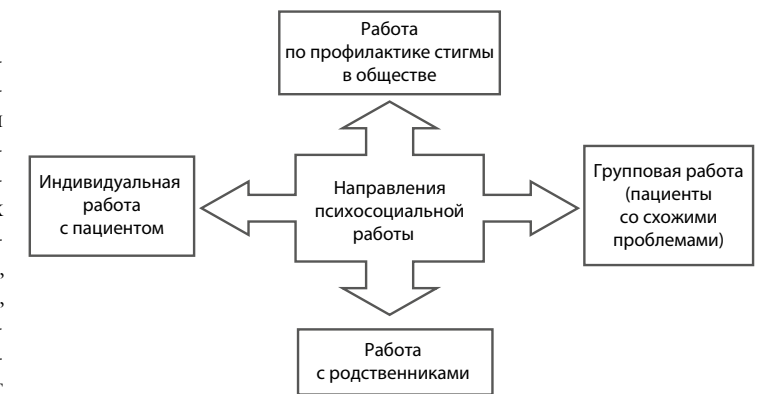 Работа
по профилактике стигмы
в обществе
Индивидуальная
работа
с пациентом
Направления
психосоциальной
работы
Групповая работа
(пациенты
со схожими
проблемами)
Работа
с родственниками